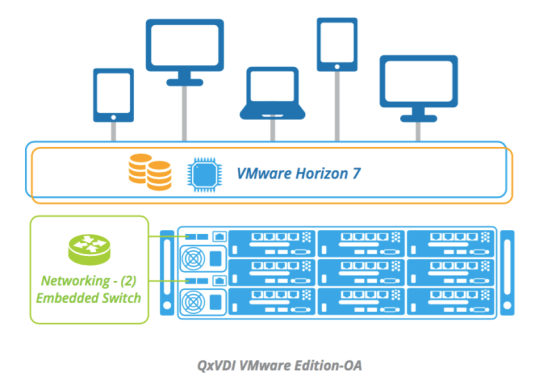 VMware Horizon 7
Networking - (2)
Embedded Switch
QxVDI VMware Edition-OA